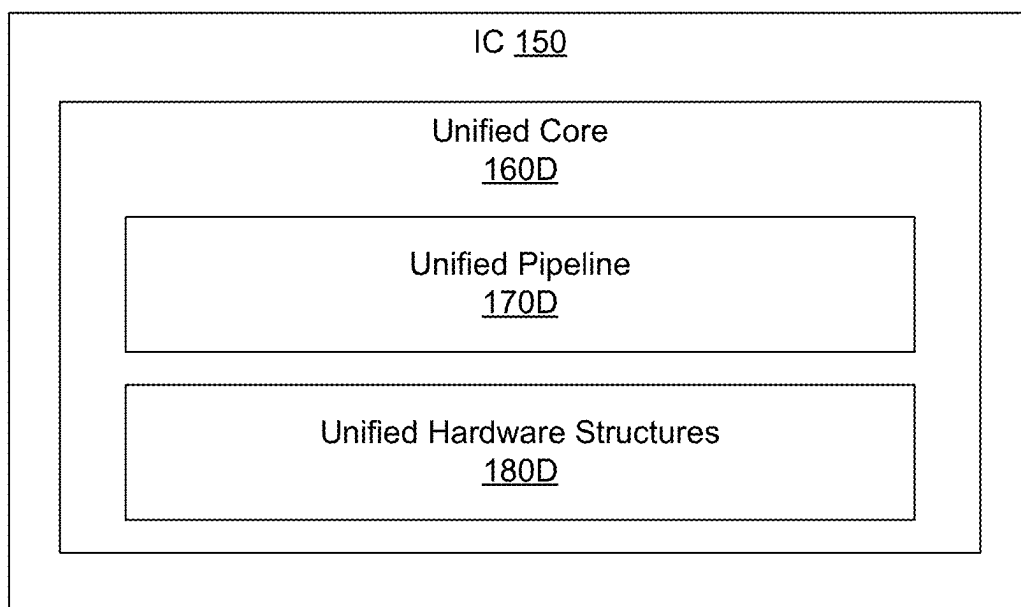 IC 150
Unified Core
160D
Unified Pipeline
170D
Unified Hardware Structures
180D